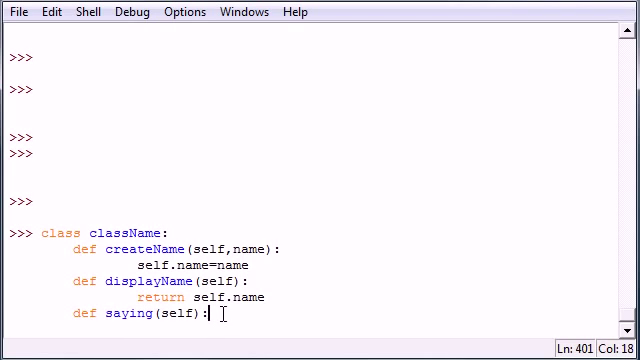 File Edit Shell Debug Options Windows Help
>>>
>>>
>>>
>>>
>>>
>>> class className:
def createName(self,name):
self.name=name
def displayName(self):
return self.name
def saying(self):
Ln: 401 Col: 18